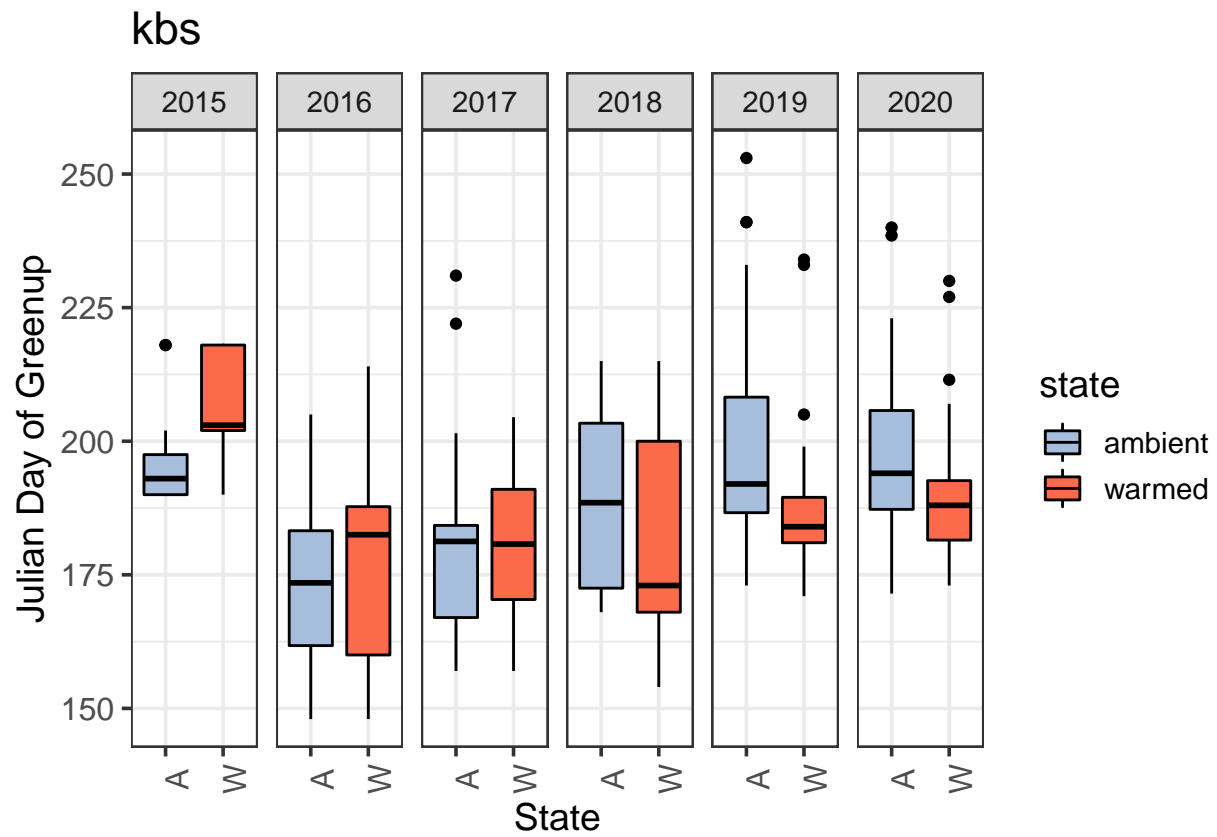 kbs
2015 2016 2017 2018 2019 2020
250
225
200
175
150
Julian Day of Greenup
A W A W A W A W A W A W
State
state
ambient
warmed